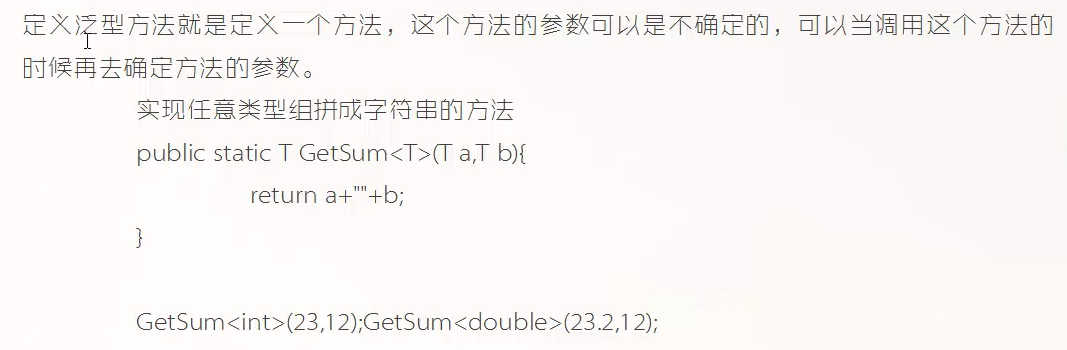 定义泛型方法就是定义一个方法，这个方法的参数可以是不确定的，可以当调用这个方法的
时候再去确定方法的参数。
实现任意类型组拼成字符串的方法
public static T GetSum<T>(T a,T b){
return a+""+b;
}
GetSum<int>(23,12);GetSum<double>(23.2,12);